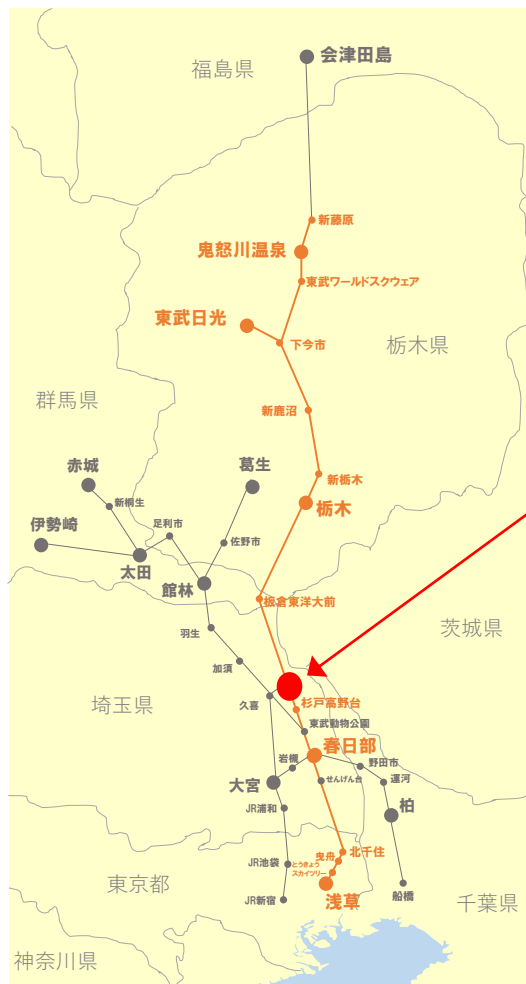 会津田島
福島県
新藤原
鬼怒川温泉
東武ワールドスクウェア
東武日光
下今市
栃木県
群馬県
新鹿沼
赤城
葛生
新栃木
新桐生
栃木
伊勢崎
足利市
佐野市
太田
館林
板倉東洋大前
羽生
茨城県
加須
埼玉県
久喜
杉戸高野台
東武動物公園
春日部
岩槻
野田市
大宮
せんげん台
運河
JR浦和
柏
北千住
曳舟
JR池袋
とうきょう
スカイツリー
東京都
浅草
船橋
JR新宿
千葉県
神奈川県